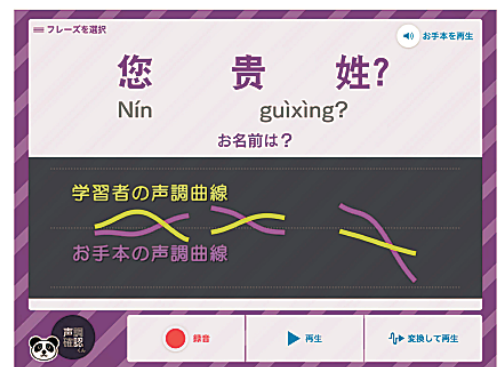 フレーズを選択
お手本を再生
您 贵 姓?
Nín guìxìng?
お名前は?
学習者の声調曲線
お手本の声調曲線
声調
確認
くん
録音
再生
変換して再生